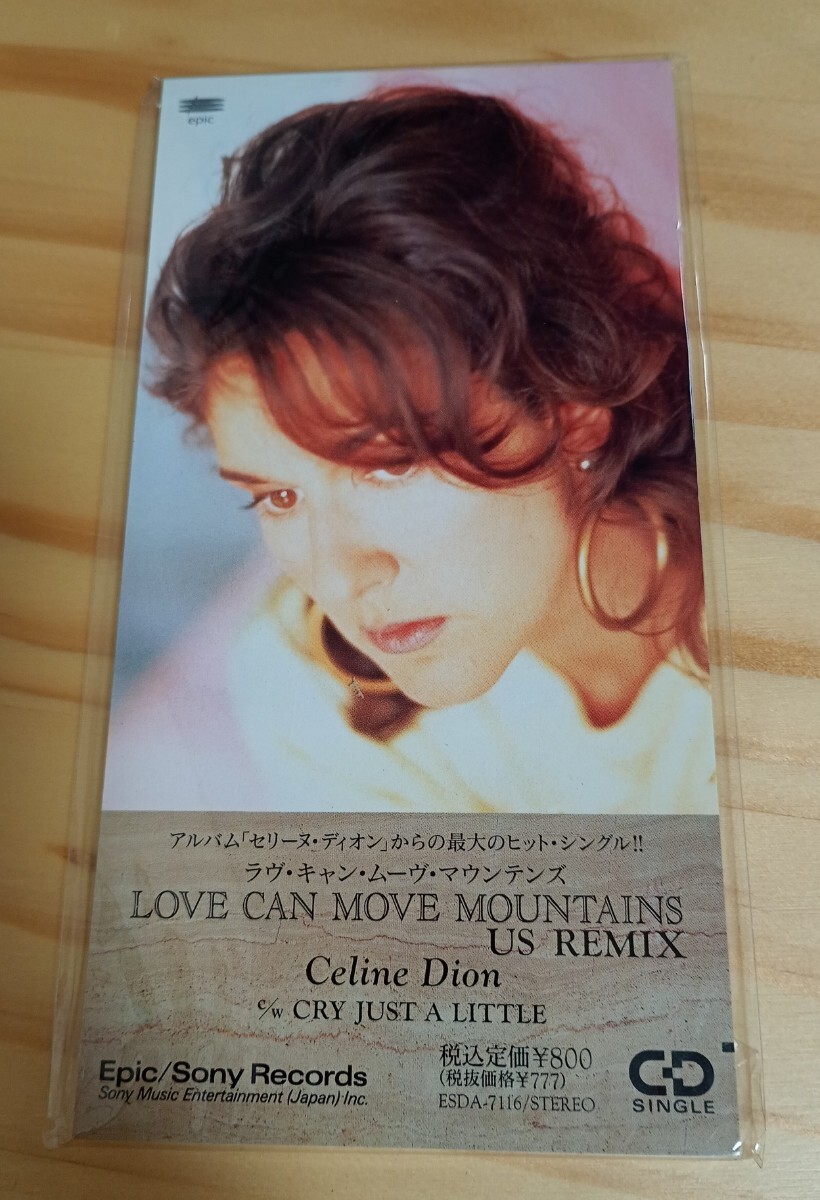 epic
アルバム「セリーヌ・ディオン」からの最大のヒット・シングル!!
ラヴ・キャン・ムーヴ・マウンテンズ
LOVE CAN MOVE MOUNTAINS
US REMIX
Celine Dion
c/w CRY JUST A LITTLE
Epic/Sony Records
Sony Music Entertainment (Japan) Inc.
税込定価¥800
(税抜価格¥777)
ESDA-7116/STEREO
CD
SINGLE